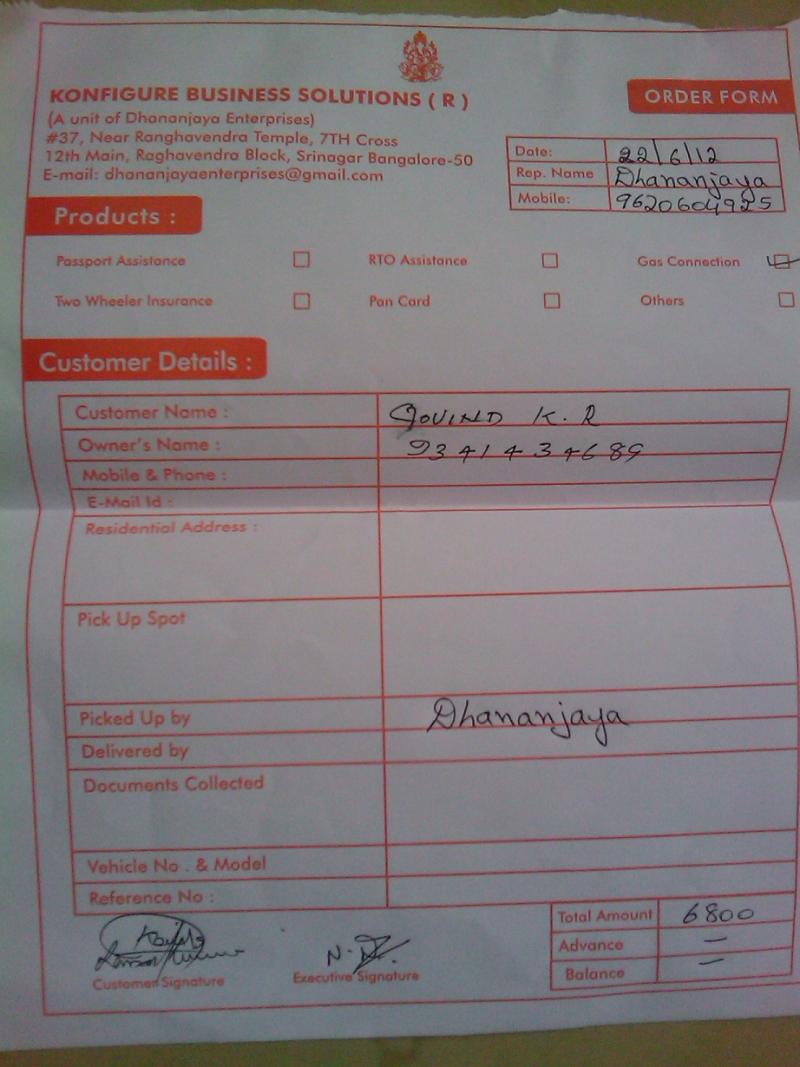 KONFIGURE BUSINESS SOLUTIONS ( R )
ORDER FORM
(A unit of Dhananjaya Enterprises)
#37, Near Ranghavendra Temple, 7TH Cross
12th Main, Raghavendra Block, Srinagar Bangalore-50
E-mail: dhananjayaenterprises@gmail.com
Date: 22/6/12
Rep. Name Dhananjaya
Mobile: 9620604925
Products :
Passport Assistance RTO Assistance Gas Connection
Two Wheeler Insurance Pan Card Others
Customer Details :
Customer Name : GOVIND K. R
Owner's Name : 9341434689
Mobile & Phone :
E-Mail Id :
Residential Address :
Pick Up Spot
Picked Up by Dhananjaya
Delivered by
Documents Collected
Vehicle No . & Model
Reference No :
Total Amount 6800
Advance —
Balance —
Customer Signature
Executive Signature